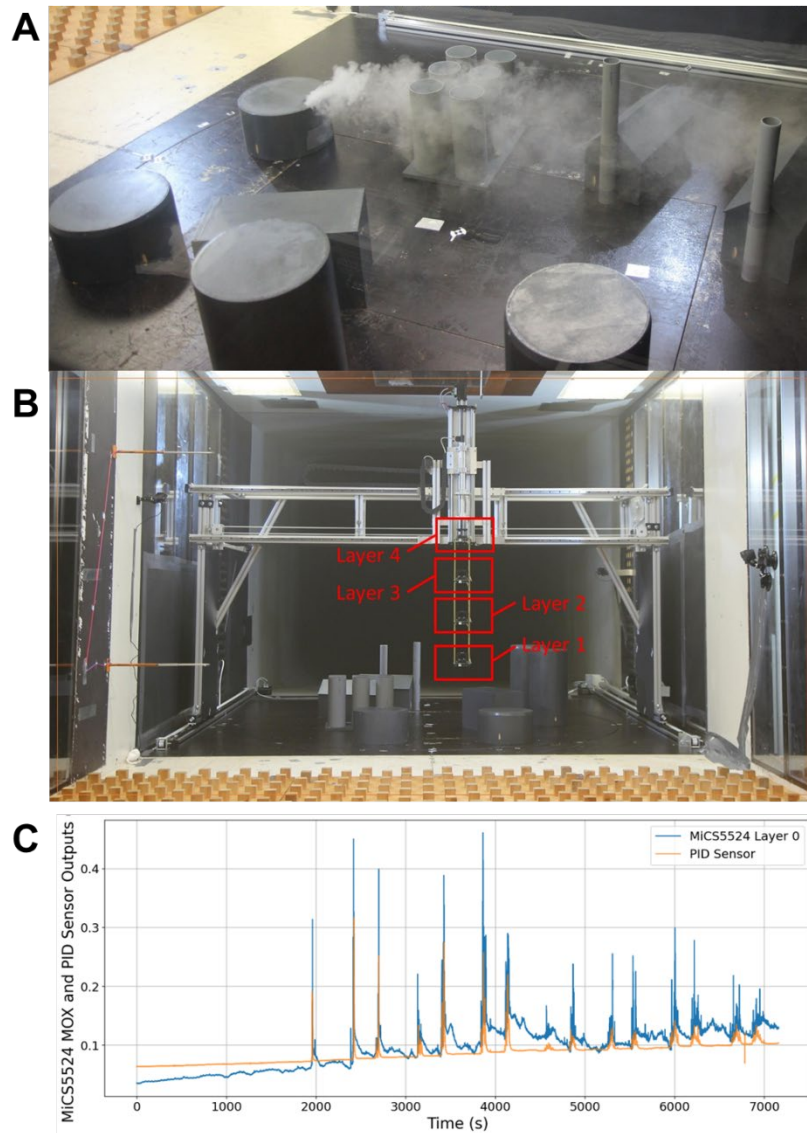 A
B
Layer 4
Layer 3
Layer 2
Layer 1
C
MiCS5524 MOX and PID Sensor Outputs
MiCS5524 Layer 0
PID Sensor
0.4
0.3
0.2
0.1
0
1000
2000
3000
4000
5000
6000
7000
Time (s)